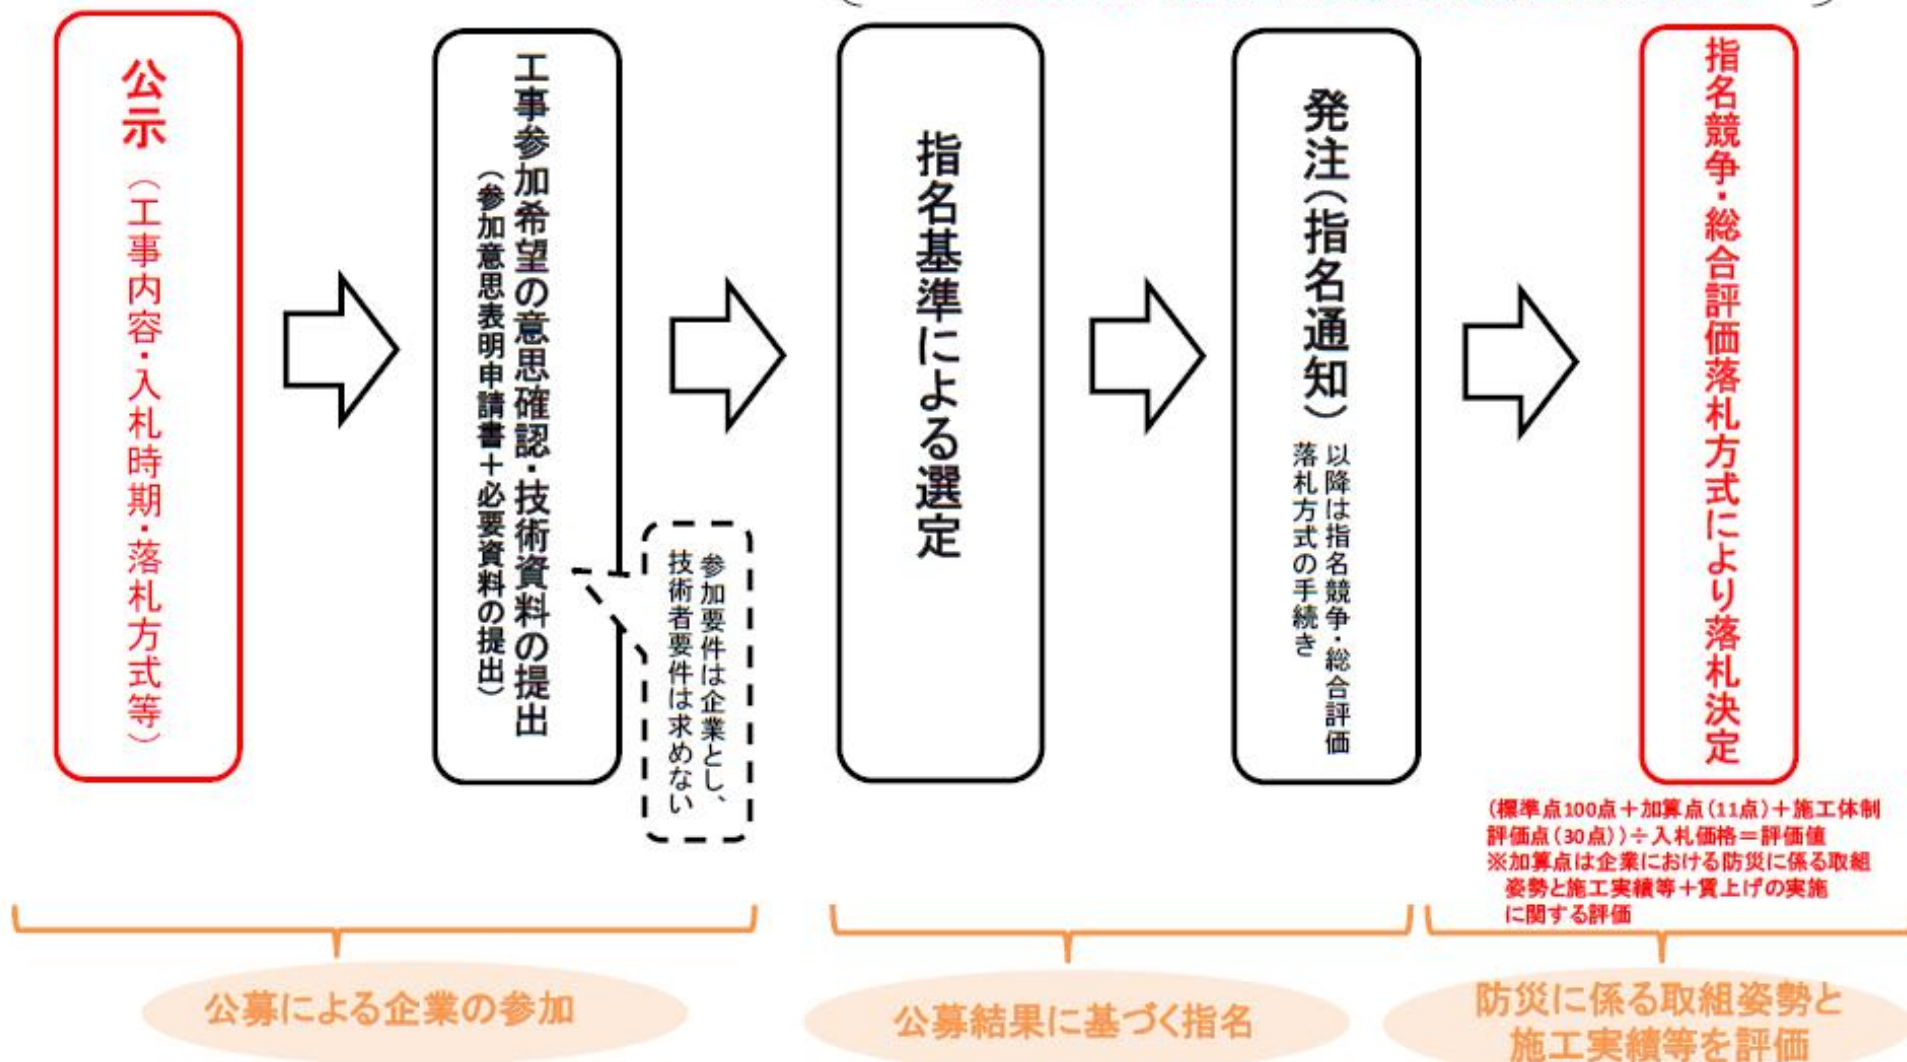 公示（工事内容・入札時期・落札方式等）
工事参加希望の意思確認・技術資料の提出
（参加意思表明申請書＋必要資料の提出）
参加要件は企業とし、
技術者要件は求めない
指名基準による選定
発注（指名通知）
以降は指名競争・総合評価
落札方式の手続き
指名競争・総合評価落札方式により落札決定
（標準点100点＋加算点（11点）＋施工体制
評価点（30点））÷入札価格＝評価値
※加算点は企業における防災に係る取組
姿勢と施工実績等＋賃上げの実施
に関する評価
公募による企業の参加
公募結果に基づく指名
防災に係る取組姿勢と
施工実績等を評価